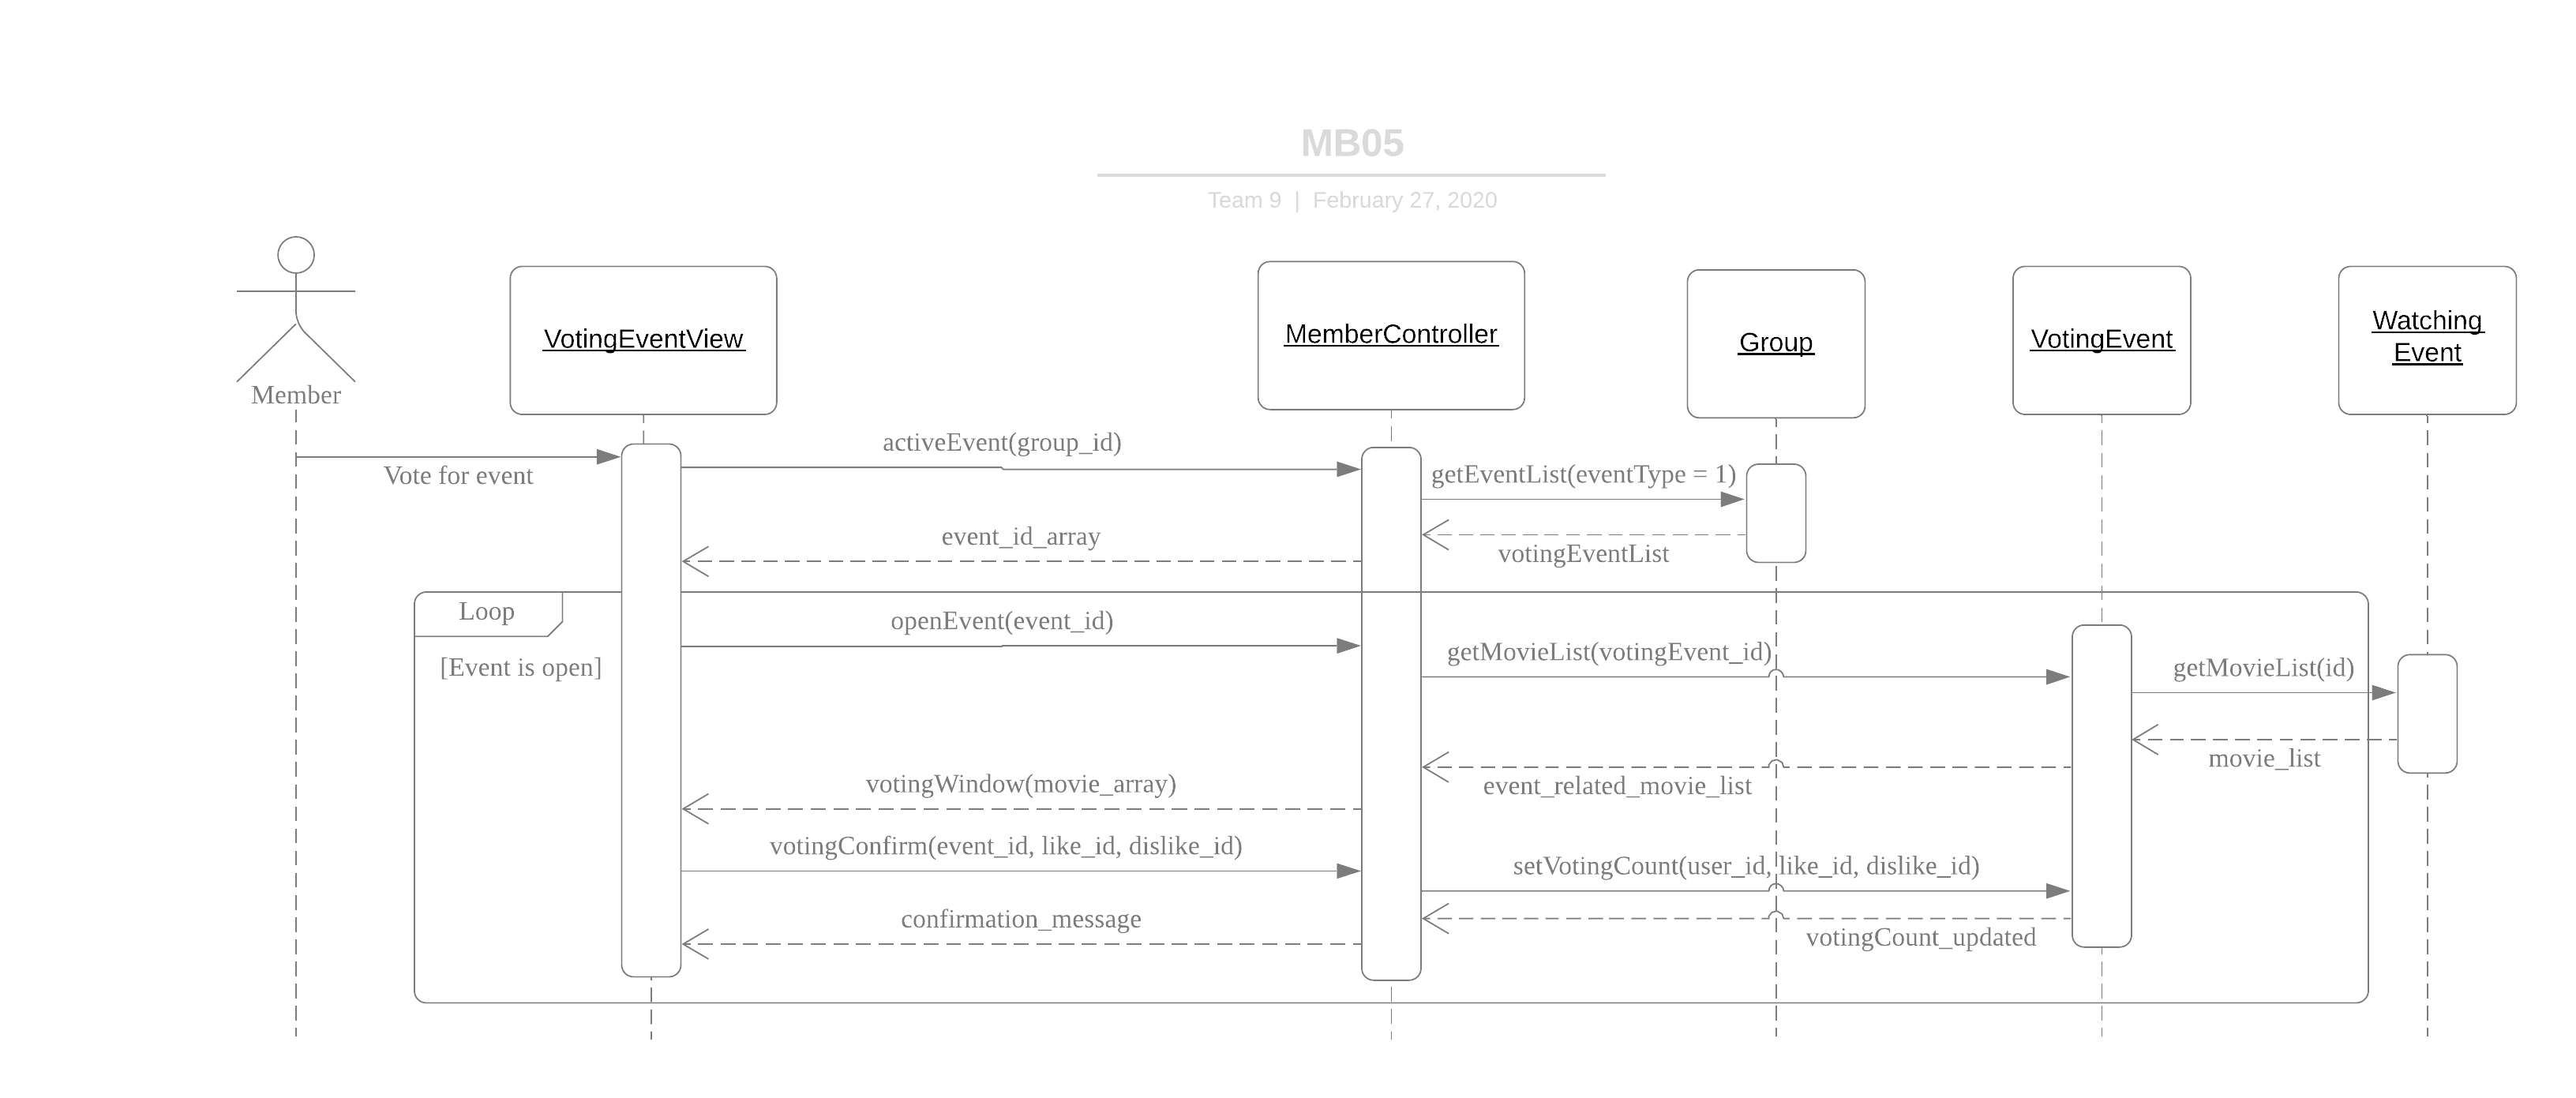 MB05
Team 9 | February 27, 2020
Member
VotingEventView
MemberController
Group
VotingEvent
Watching
Event
Vote for event
activeEvent(group_id)
getEventList(eventType = 1)
votingEventList
event_id_array
Loop
[Event is open]
openEvent(event_id)
getMovieList(votingEvent_id)
getMovieList(id)
movie_list
event_related_movie_list
votingWindow(movie_array)
votingConfirm(event_id, like_id, dislike_id)
setVotingCount(user_id, like_id, dislike_id)
votingCount_updated
confirmation_message